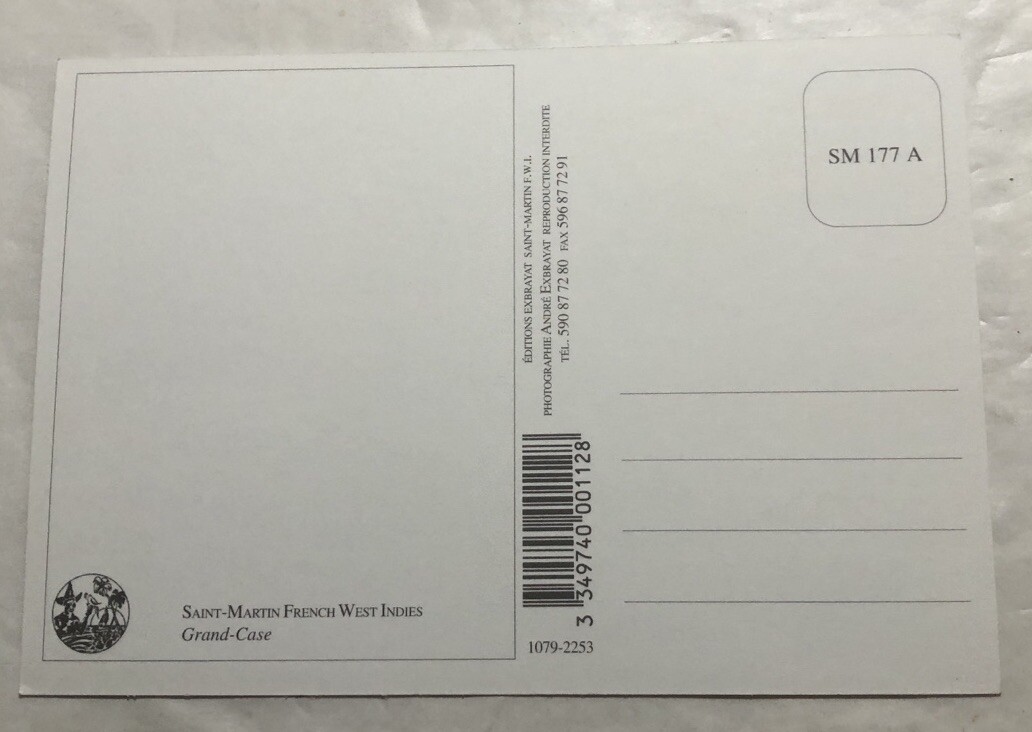 SAINT-MARTIN FRENCH WEST INDIES
Grand-Case
ÉDITIONS EXBRAYAT SAINT-MARTIN F.W.I.
PHOTOGRAPHIE ANDRÉ EXBRAYAT REPRODUCTION INTERDITE
TÉL. 590 87 72 80 FAX 596 87 72 91
3 349740 001128
1079-2253
SM 177 A